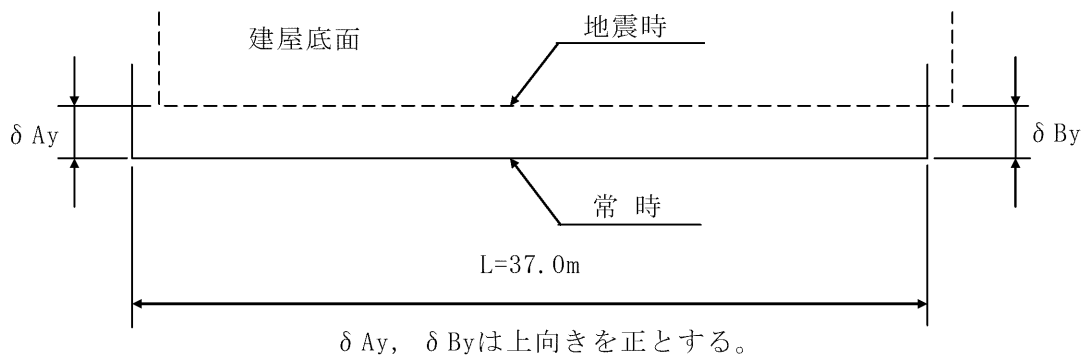 建屋底面
地震時
δAy
δBy
常 時
L=37.0m
δAy, δByは上向きを正とする。